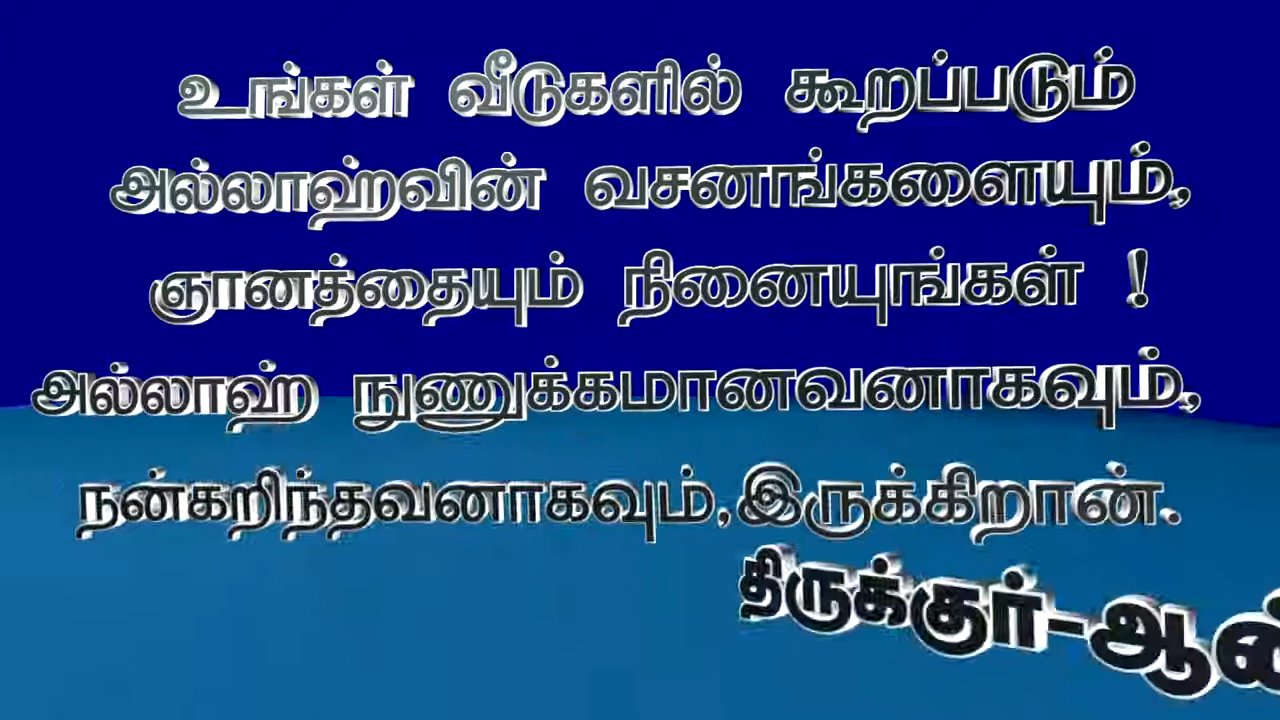 உங்கள் வீடுகளில் கூறப்படும்
அல்லாஹ்வின் வசனங்களையும்,
ஞானத்தையும் நினையுங்கள் !
அல்லாஹ் நுணுக்கமானவனாகவும்,
நன்கறிந்தவனாகவும்,இருக்கிறான்.
திருக்குர்-ஆன்